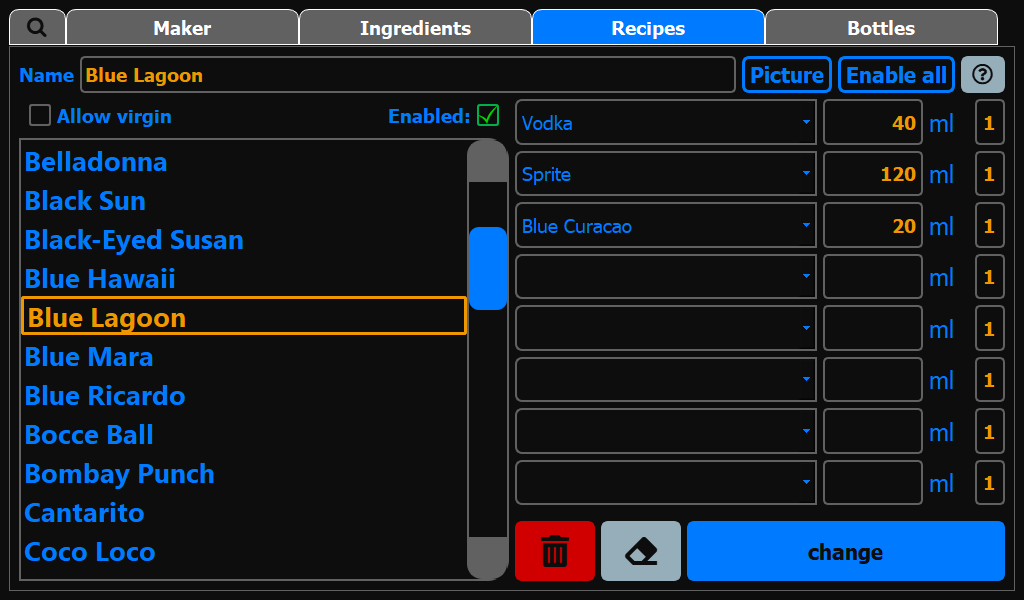 Maker Ingredients Recipes Bottles
Name Blue Lagoon Picture Enable all ?
Allow virgin Enabled:
Belladonna
Black Sun
Black-Eyed Susan
Blue Hawaii
Blue Lagoon
Blue Mara
Blue Ricardo
Bocce Ball
Bombay Punch
Cantarito
Coco Loco
Vodka 40 ml 1
Sprite 120 ml 1
Blue Curacao 20 ml 1
ml 1
ml 1
ml 1
ml 1
ml 1
change